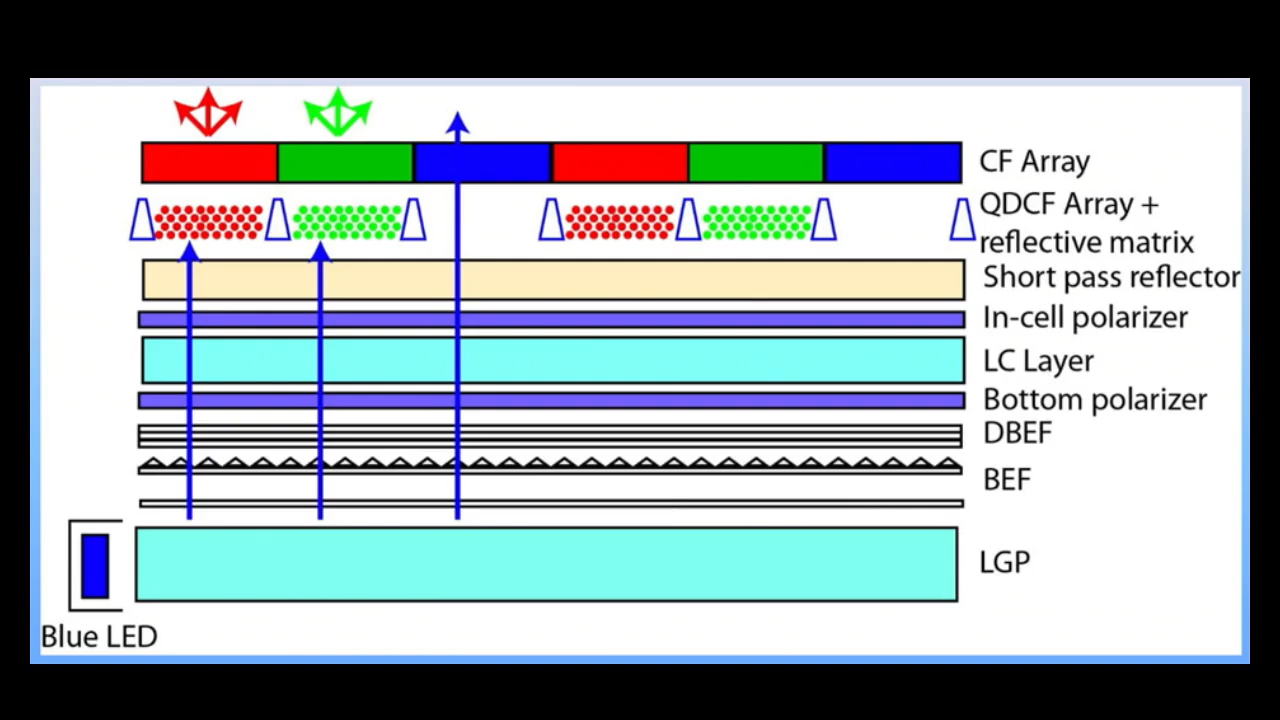 CF Array
QDCF Array +
reflective matrix
Short pass reflector
In-cell polarizer
LC Layer
Bottom polarizer
DBEF
BEF
LGP
Blue LED